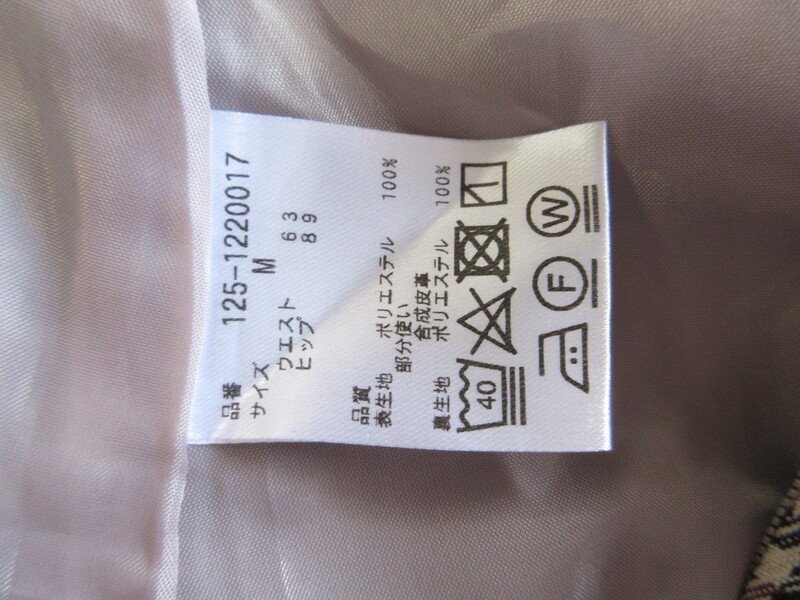 品番 125-1220017
サイズ M
ウエスト 63
ヒップ 89
品質
表生地 ポリエステル 100%
部分使い
合成皮革
裏生地 ポリエステル 100%
40
F W